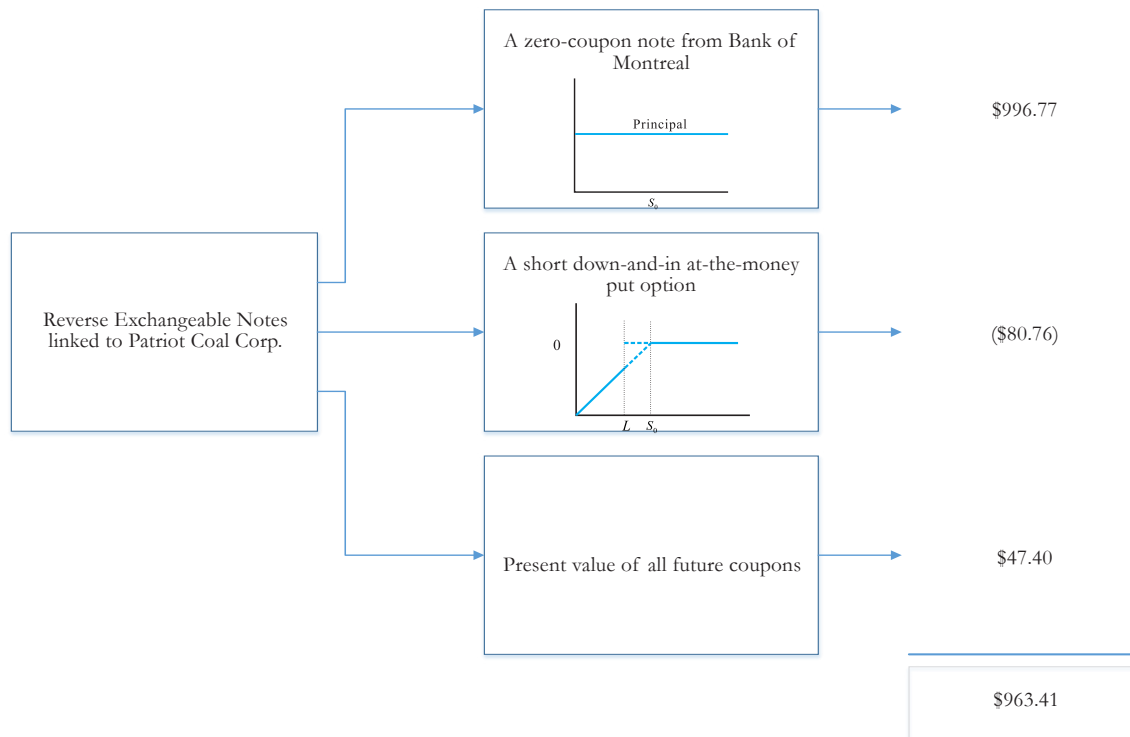 A zero-coupon note from Bank of
Montreal
Principal
S₀
$996.77
Reverse Exchangeable Notes
linked to Patriot Coal Corp.
A short down-and-in at-the-money
put option
0
L S₀
($80.76)
Present value of all future coupons
$47.40
$963.41